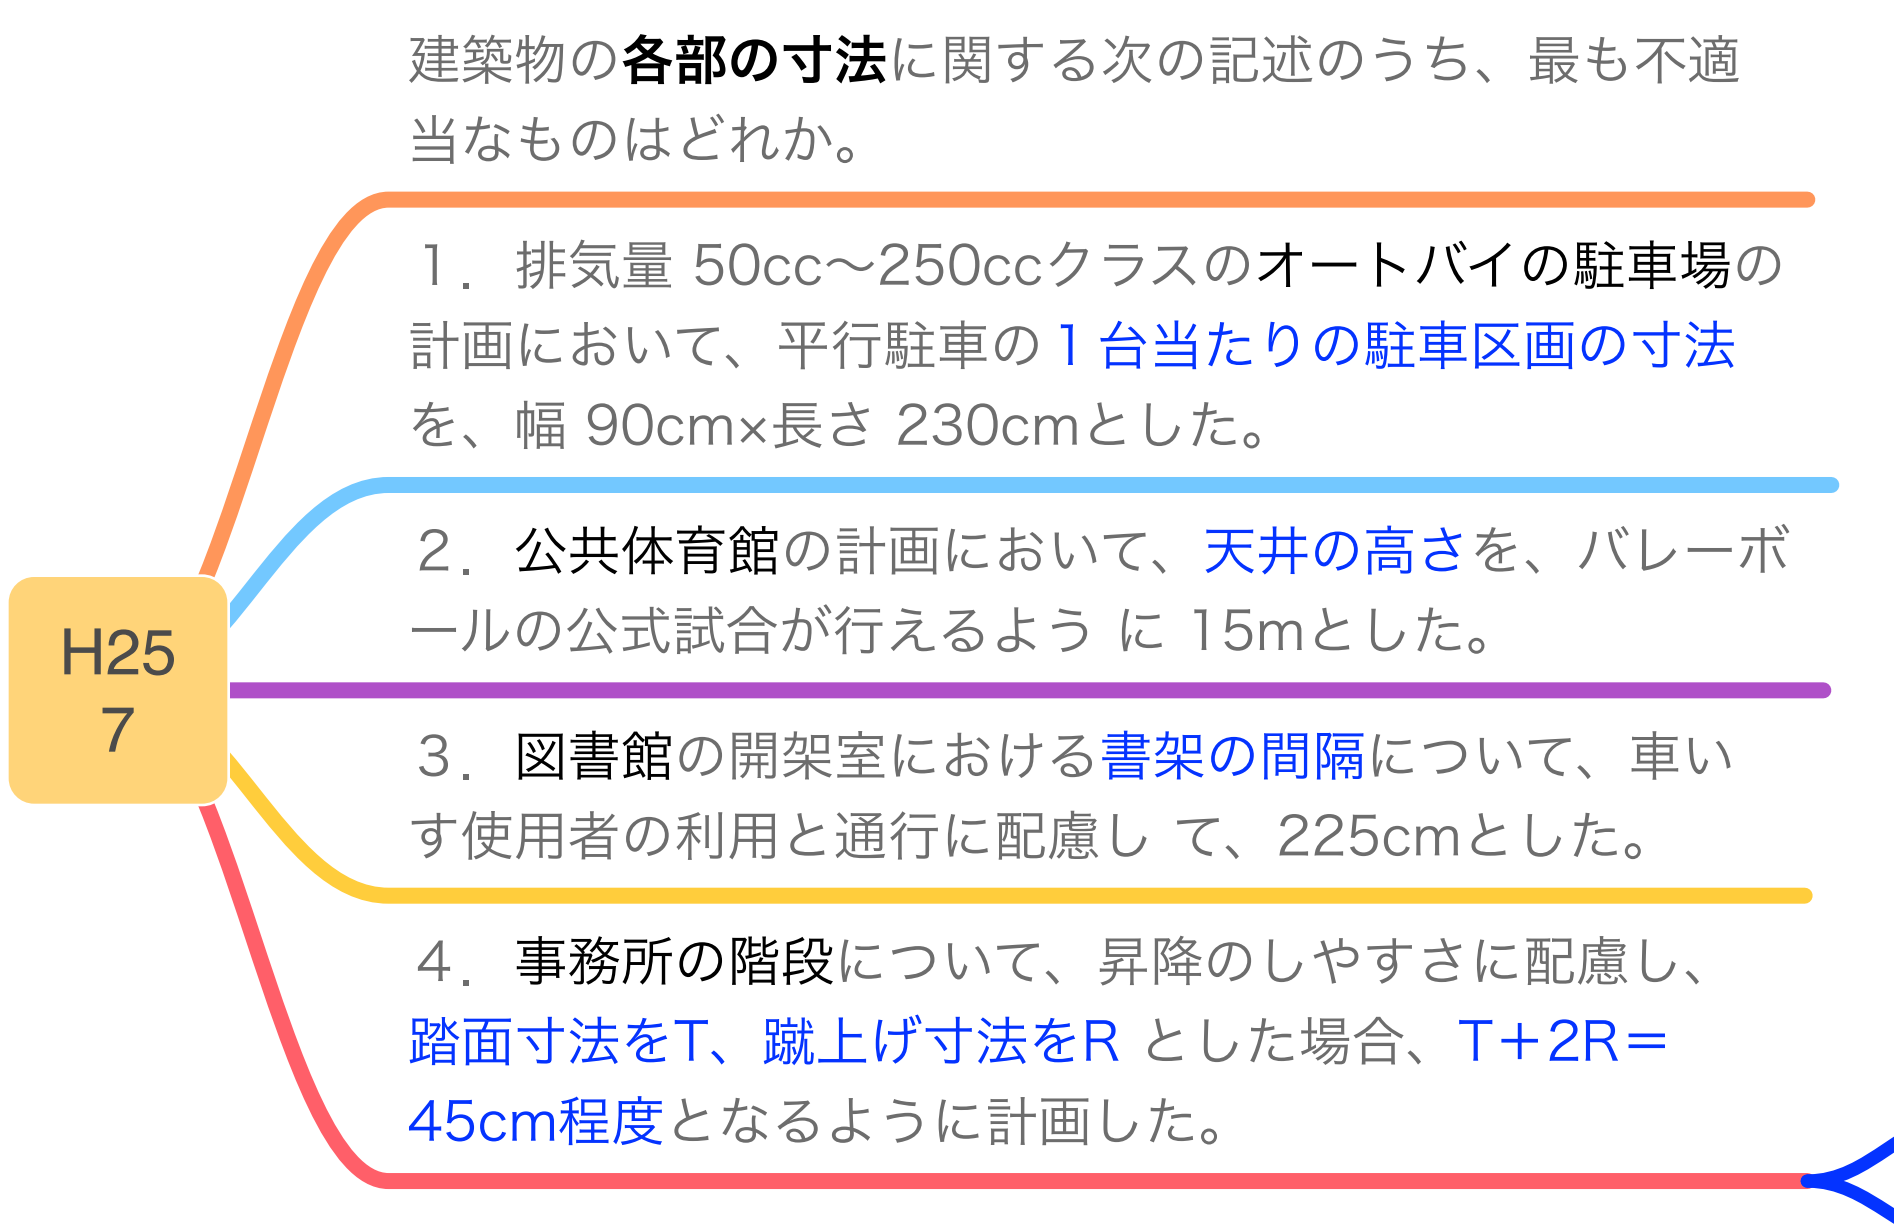 建築物の各部の寸法に関する次の記述のうち、最も不適
当なものはどれか。
１．排気量 50cc〜250ccクラスのオートバイの駐車場の
計画において、平行駐車の１台当たりの駐車区画の寸法
を、幅 90cm×長さ 230cmとした。
２．公共体育館の計画において、天井の高さを、バレーボ
ールの公式試合が行えるよう に 15mとした。
H25
7
３．図書館の開架室における書架の間隔について、車い
す使用者の利用と通行に配慮し て、225cmとした。
４．事務所の階段について、昇降のしやすさに配慮し、
踏面寸法をT、蹴上げ寸法をR とした場合、T＋2R＝
45cm程度となるように計画した。